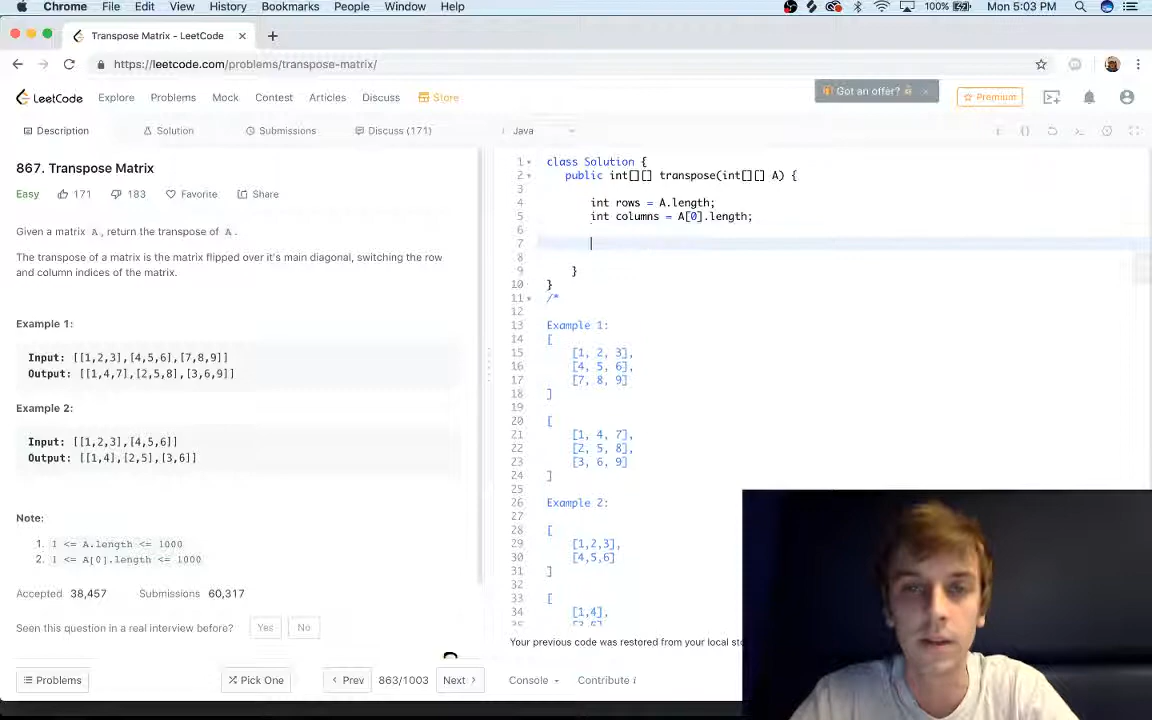 Chrome File Edit View History Bookmarks People Window Help 100% Mon 5:03 PM
Transpose Matrix - LeetCode
https://leetcode.com/problems/transpose-matrix/
LeetCode Explore Problems Mock Contest Articles Discuss Store Got an offer? Premium
Description Solution Submissions Discuss (171) Java
867. Transpose Matrix
Easy 171 183 Favorite Share
Given a matrix A, return the transpose of A.
The transpose of a matrix is the matrix flipped over it's main diagonal, switching the row
and column indices of the matrix.
Example 1:
Input: [[1,2,3],[4,5,6],[7,8,9]]
Output: [[1,4,7],[2,5,8],[3,6,9]]
Example 2:
Input: [[1,2,3],[4,5,6]]
Output: [[1,4],[2,5],[3,6]]
Note:
1. 1 <= A.length <= 1000
2. 1 <= A[0].length <= 1000
Accepted 38,457 Submissions 60,317
Seen this question in a real interview before? Yes No
Problems Pick One Prev 863/1003 Next
1 class Solution {
2 public int[][] transpose(int[][] A) {
3
4 int rows = A.length;
5 int columns = A[0].length;
6
7
8
9 }
10 }
11 /*
12
13 Example 1:
14 [
15 [1, 2, 3],
16 [4, 5, 6],
17 [7, 8, 9]
18 ]
19
20 [
21 [1, 4, 7],
22 [2, 5, 8],
23 [3, 6, 9]
24 ]
25
26 Example 2:
27
28 [
29 [1,2,3],
30 [4,5,6]
31 ]
32
33 [
34 [1,4],
Your previous code was restored from your local
Console Contribute